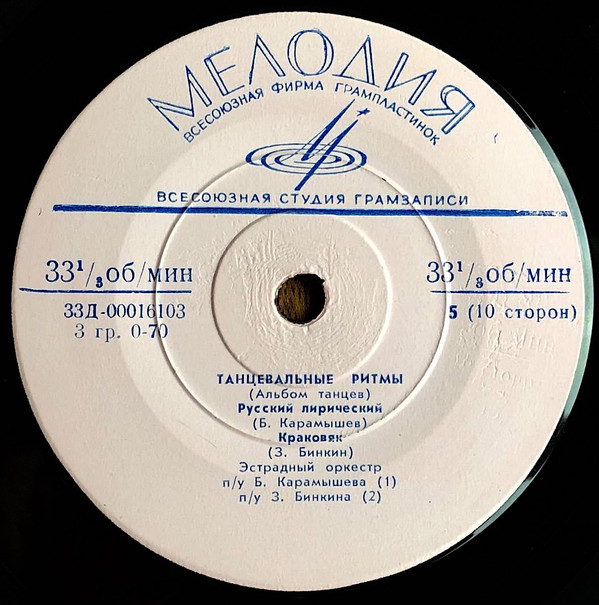 МЕЛОДИЯ
ВСЕСОЮЗНАЯ ФИРМА ГРАМПЛАСТИНОК
ВСЕСОЮЗНАЯ СТУДИЯ ГРАМЗАПИСИ
33¹/₃об/мин
33¹/₃об/мин
33Д-00016103
3 гр. 0-70
5 (10 сторон)
ТАНЦЕВАЛЬНЫЕ РИТМЫ
(Альбом танцев)
Русский лирический
(Б. Карамышев)
Краковяк
(З. Бинкин)
Эстрадный оркестр
п/у Б. Карамышева (1)
п/у З. Бинкина (2)